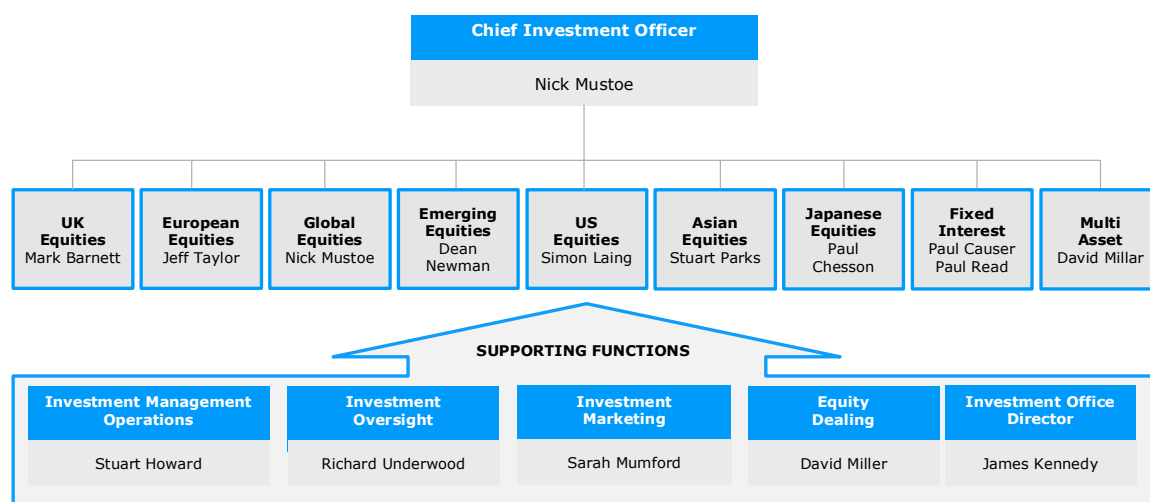 Chief Investment Officer
Nick Mustoe
UK
Equities
Mark Barnett
European
Equities
Jeff Taylor
Global
Equities
Nick Mustoe
Emerging
Equities
Dean
Newman
US
Equities
Simon Laing
Asian
Equities
Stuart Parks
Japanese
Equities
Paul
Chesson
Fixed
Interest
Paul Causer
Paul Read
Multi
Asset
David Millar
SUPPORTING FUNCTIONS
Investment Management
Operations
Stuart Howard
Investment
Oversight
Richard Underwood
Investment
Marketing
Sarah Mumford
Equity
Dealing
David Miller
Investment Office
Director
James Kennedy